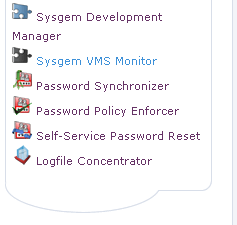 Sysgem Development
Manager
Sysgem VMS Monitor
Password Synchronizer
Password Policy Enforcer
Self-Service Password Reset
Logfile Concentrator